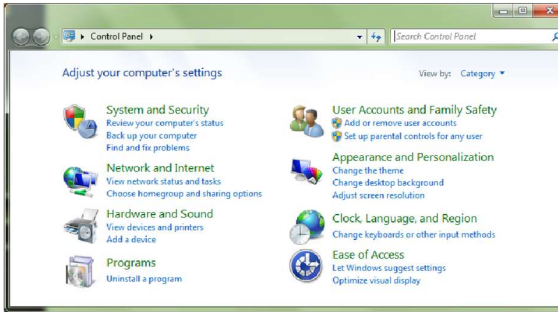 Control Panel
Search Control Panel
Adjust your computer's settings
View by: Category
System and Security
Review your computer's status
Back up your computer
Find and fix problems
Network and Internet
View network status and tasks
Choose homegroup and sharing options
Hardware and Sound
View devices and printers
Add a device
Programs
Uninstall a program
User Accounts and Family Safety
Add or remove user accounts
Set up parental controls for any user
Appearance and Personalization
Change the theme
Change desktop background
Adjust screen resolution
Clock, Language, and Region
Change keyboards or other input methods
Ease of Access
Let Windows suggest settings
Optimize visual display